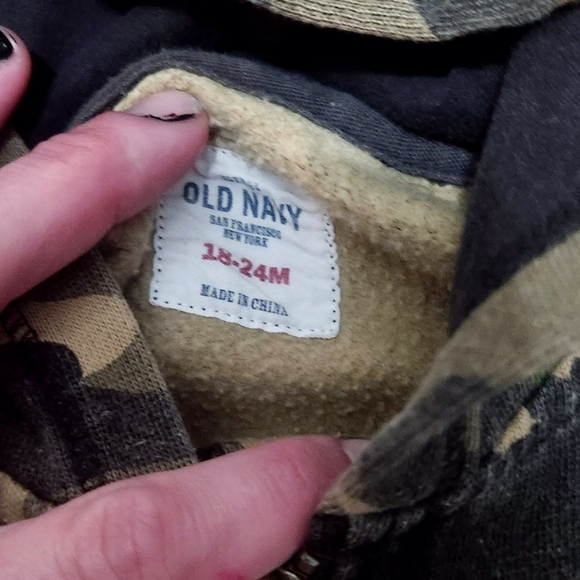 OLD NAVY
SAN FRANCISCO
NEW YORK
18-24M
MADE IN CHINA